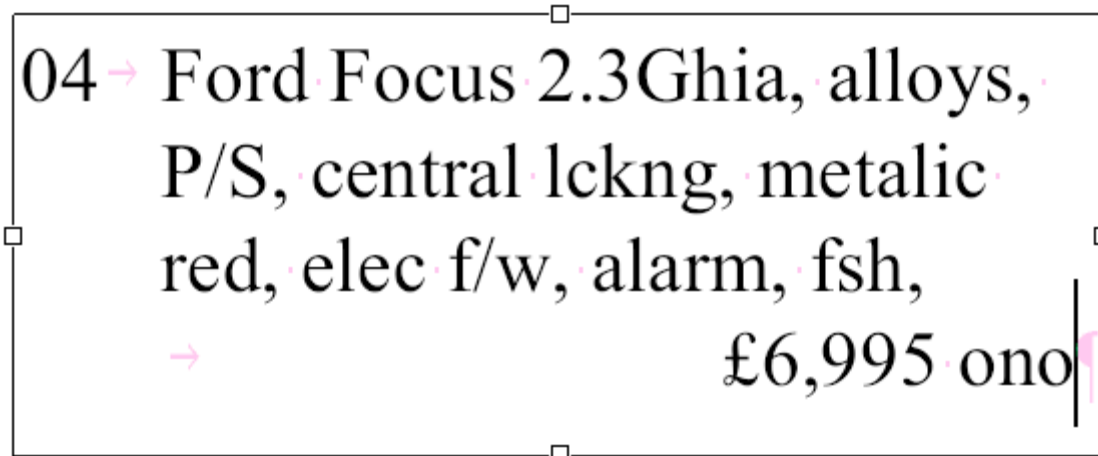 04 Ford Focus 2.3Ghia, alloys,
P/S, central lckng, metalic
red, elec f/w, alarm, fsh,
£6,995 ono